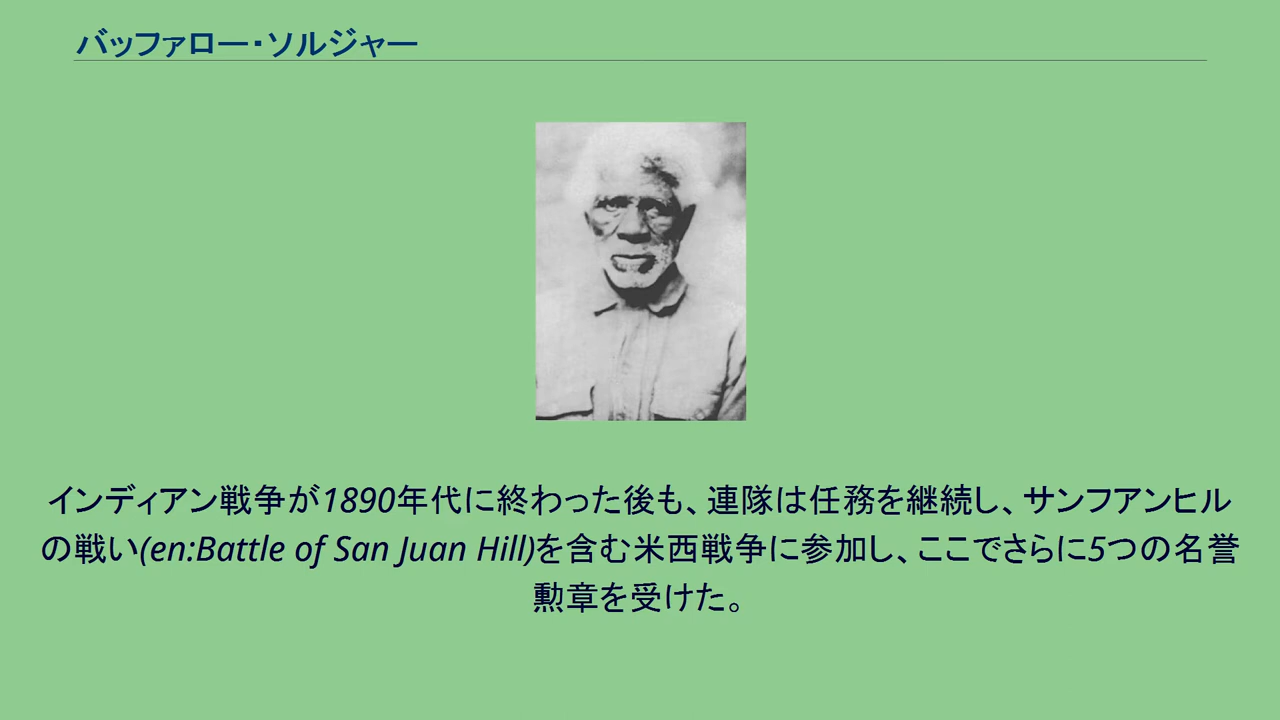 バッファロー・ソルジャー
インディアン戦争が1890年代に終わった後も、連隊は任務を継続し、サンフアンヒル
の戦い(en:Battle of San Juan Hill)を含む米西戦争に参加し、ここでさらに5つの名誉
勲章を受けた。